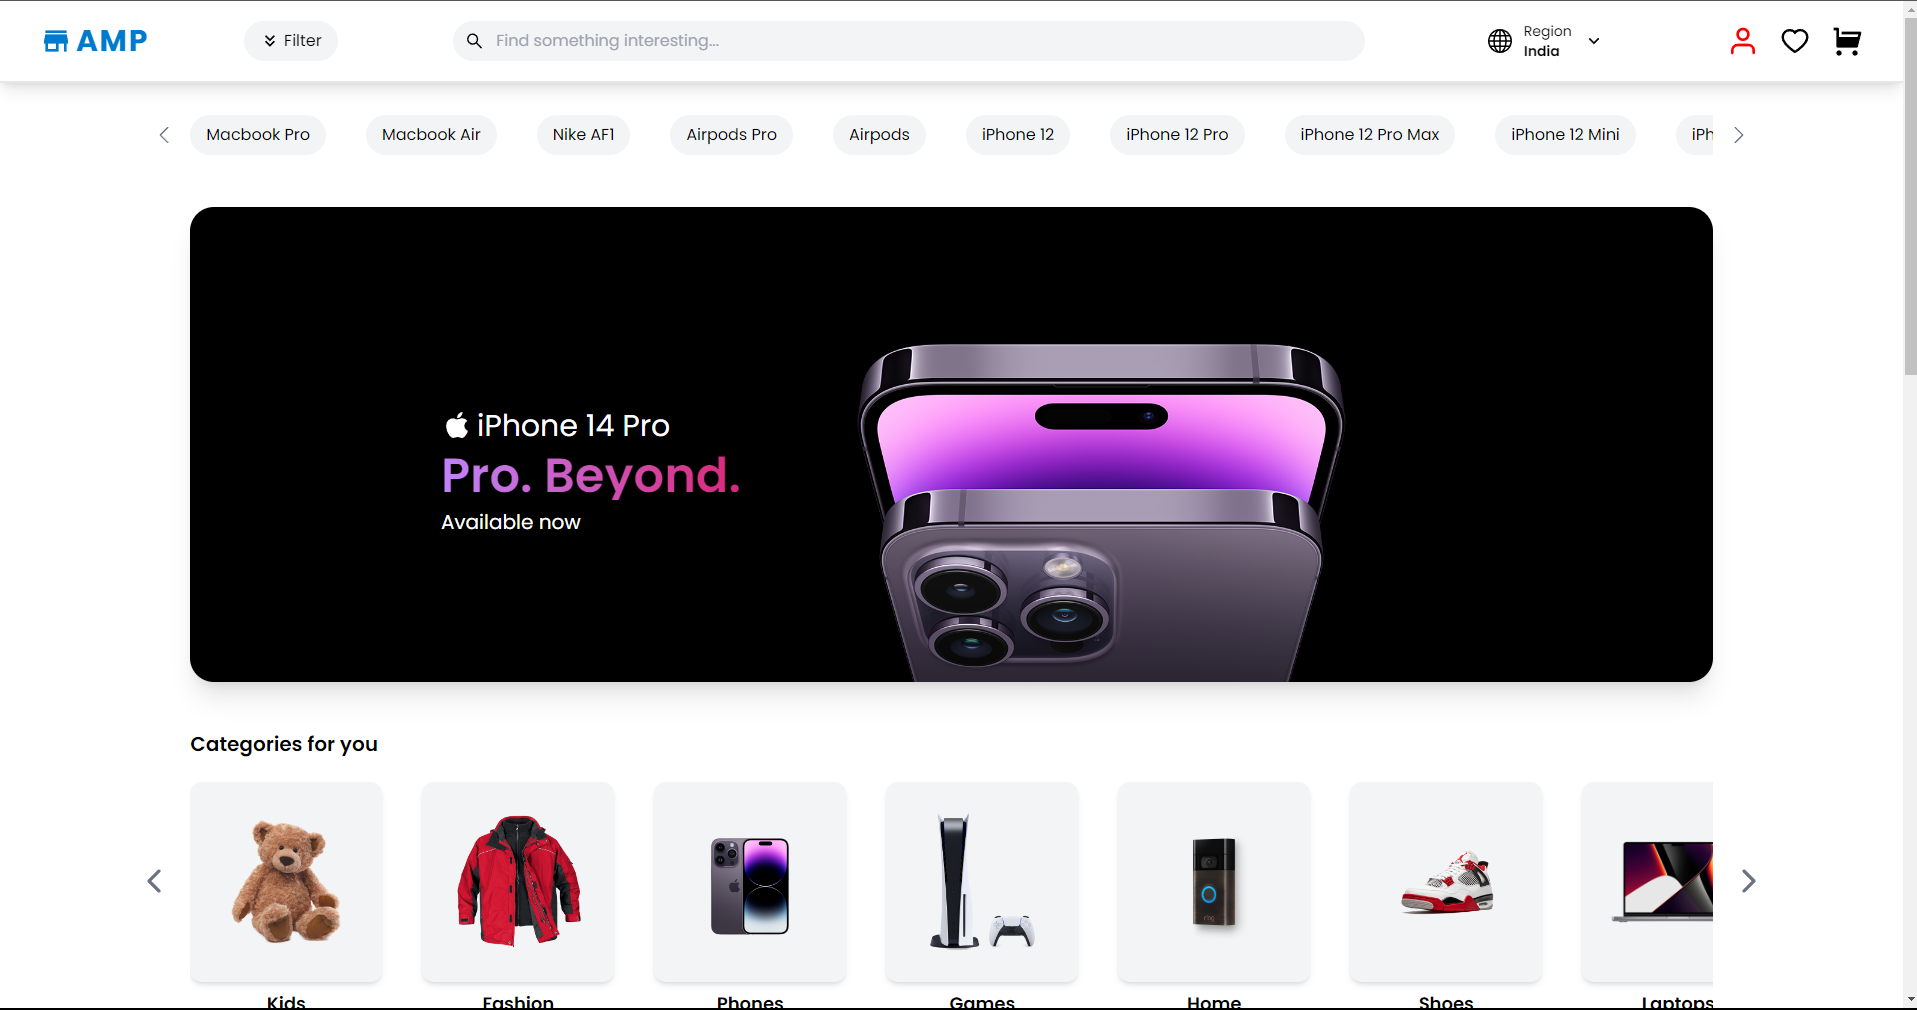 AMP
Filter
Find something interesting...
Region
India
Macbook Pro
Macbook Air
Nike AF1
Airpods Pro
Airpods
iPhone 12
iPhone 12 Pro
iPhone 12 Pro Max
iPhone 12 Mini
iPh
iPhone 14 Pro
Pro. Beyond.
Available now
Categories for you
ring
Kids
Fashion
Phones
Games
Home
Shoes
Laptops